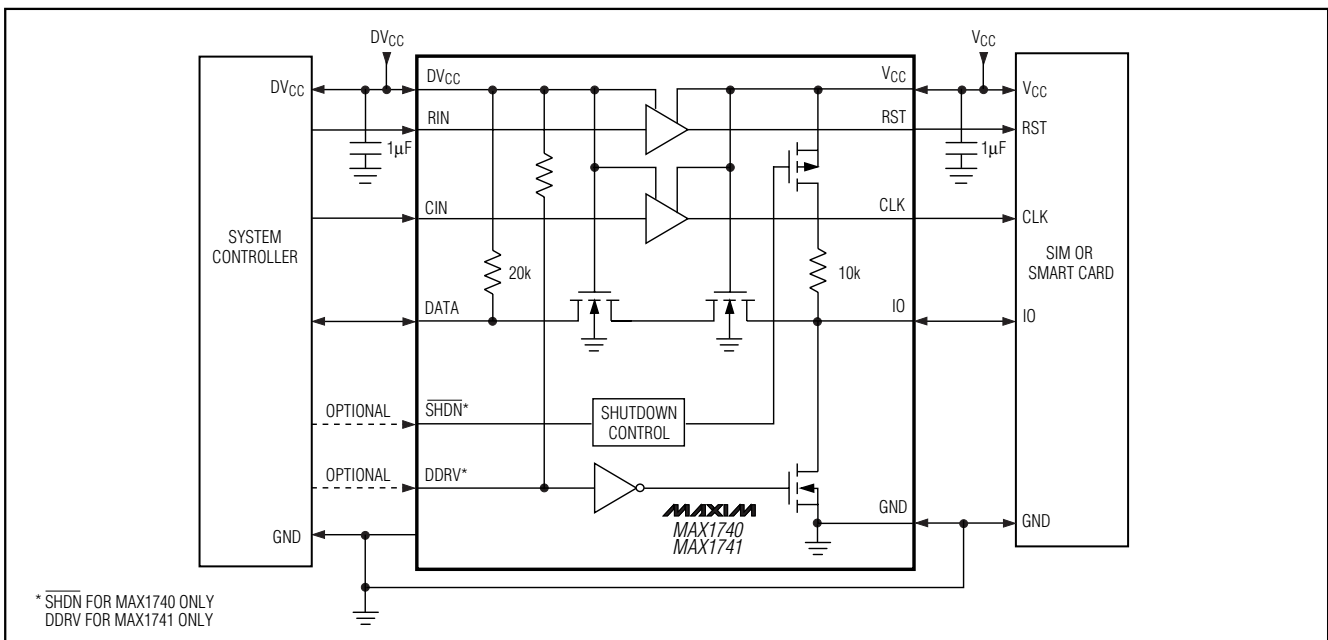 DVCC VCC
DVCC DVCC VCC VCC
RIN RST RST
1µF 1µF
CIN CLK CLK
SYSTEM
CONTROLLER
SIM OR
SMART CARD
20k 10k
DATA IO IO
OPTIONAL SHDN*
SHUTDOWN
CONTROL
OPTIONAL DDRV*
MAXIM
MAX1740
MAX1741
GND GND GND
* SHDN FOR MAX1740 ONLY
DDRV FOR MAX1741 ONLY